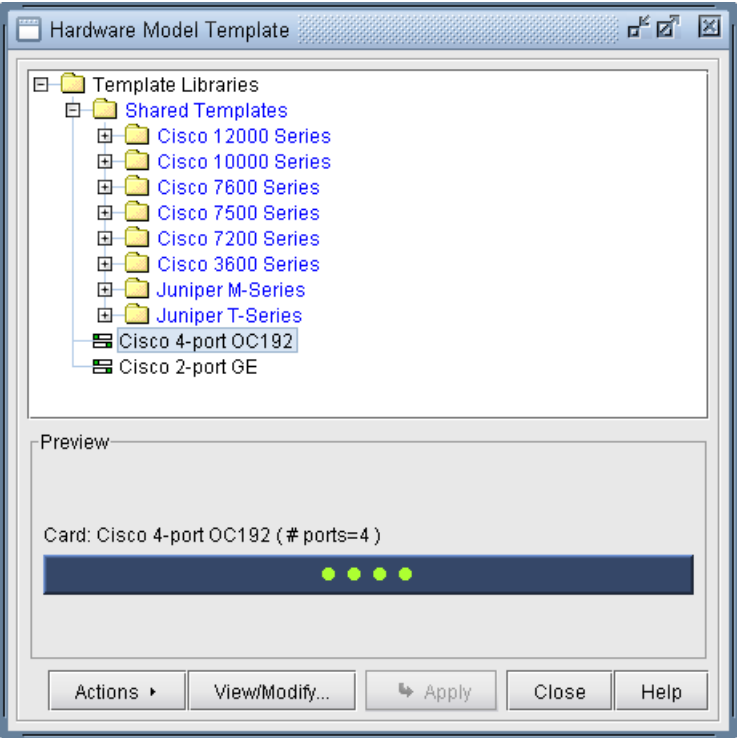 Hardware Model Template
Template Libraries
Shared Templates
Cisco 12000 Series
Cisco 10000 Series
Cisco 7600 Series
Cisco 7500 Series
Cisco 7200 Series
Cisco 3600 Series
Juniper M-Series
Juniper T-Series
Cisco 4-port OC192
Cisco 2-port GE
Preview
Card: Cisco 4-port OC192 ( # ports=4 )
Actions View/Modify... Apply Close Help